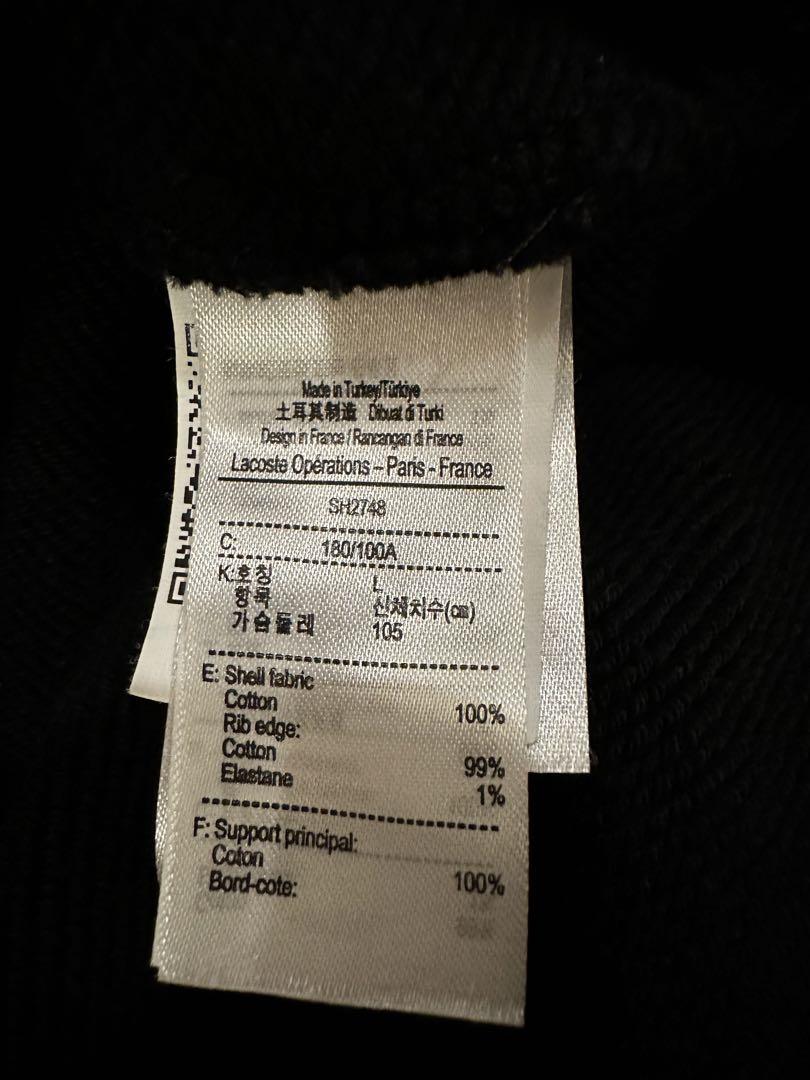 Made in Turkey/Türkiye
土耳其制造 Dibuat di Turki
Design in France / Rancangan di France
Lacoste Opérations – Paris - France
SH2748
C: 180/100A
K:호칭 L
항목 신체치수(cm)
가슴둘레 105
E: Shell fabric
Cotton 100%
Rib edge:
Cotton 99%
Elastane 1%
F: Support principal:
Coton 100%
Bord-cote: